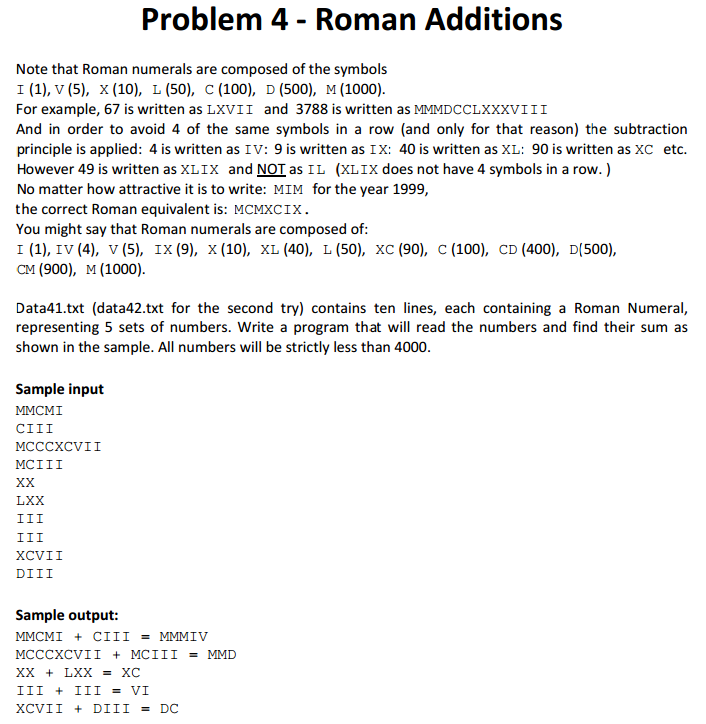 Problem 4 - Roman Additions
Note that Roman numerals are composed of the symbols
I (1), V (5), X (10), L (50), C (100), D (500), M (1000).
For example, 67 is written as LXVII and 3788 is written as MMMDCCLXXXVIII
And in order to avoid 4 of the same symbols in a row (and only for that reason) the subtraction
principle is applied: 4 is written as IV: 9 is written as IX: 40 is written as XL: 90 is written as XC etc.
However 49 is written as XLIX and NOT as IL (XLIX does not have 4 symbols in a row. )
No matter how attractive it is to write: MIM for the year 1999,
the correct Roman equivalent is: MCMXCIX.
You might say that Roman numerals are composed of:
I (1), IV (4), V (5), IX (9), X (10), XL (40), L (50), XC (90), C (100), CD (400), D(500),
CM (900), M (1000).
Data41.txt (data42.txt for the second try) contains ten lines, each containing a Roman Numeral,
representing 5 sets of numbers. Write a program that will read the numbers and find their sum as
shown in the sample. All numbers will be strictly less than 4000.
Sample input
MMCMI
CIII
MCCCXCVII
MCIII
XX
LXX
III
III
XCVII
DIII
Sample output:
MMCMI + CIII = MMMIV
MCCCXCVII + MCIII = MMD
XX + LXX = XC
III + III = VI
XCVII + DIII = DC